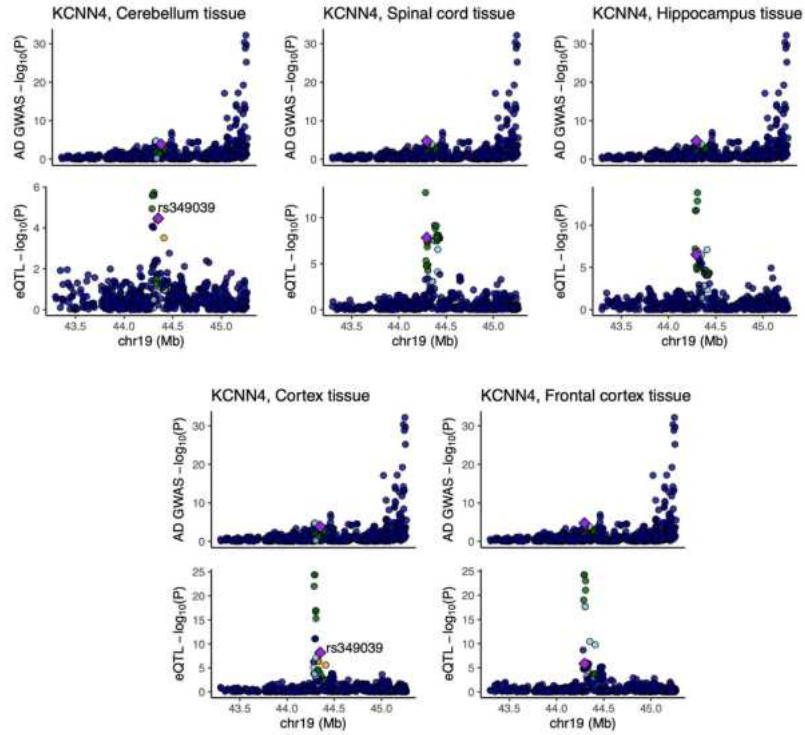 KCNN4, Cerebellum tissue
AD GWAS −log10(P)
30
20
10
0
eQTL −log10(P)
6
4
2
0
rs349039
43.5 44.0 44.5 45.0
chr19 (Mb)
KCNN4, Spinal cord tissue
AD GWAS −log10(P)
30
20
10
0
eQTL −log10(P)
10
5
0
43.5 44.0 44.5 45.0
chr19 (Mb)
KCNN4, Hippocampus tissue
AD GWAS −log10(P)
30
20
10
0
eQTL −log10(P)
15
10
5
0
43.5 44.0 44.5 45.0
chr19 (Mb)
KCNN4, Cortex tissue
AD GWAS −log10(P)
30
20
10
0
eQTL −log10(P)
25
20
15
10
5
0
rs349039
43.5 44.0 44.5 45.0
chr19 (Mb)
KCNN4, Frontal cortex tissue
AD GWAS −log10(P)
30
20
10
0
eQTL −log10(P)
25
20
15
10
5
0
43.5 44.0 44.5 45.0
chr19 (Mb)